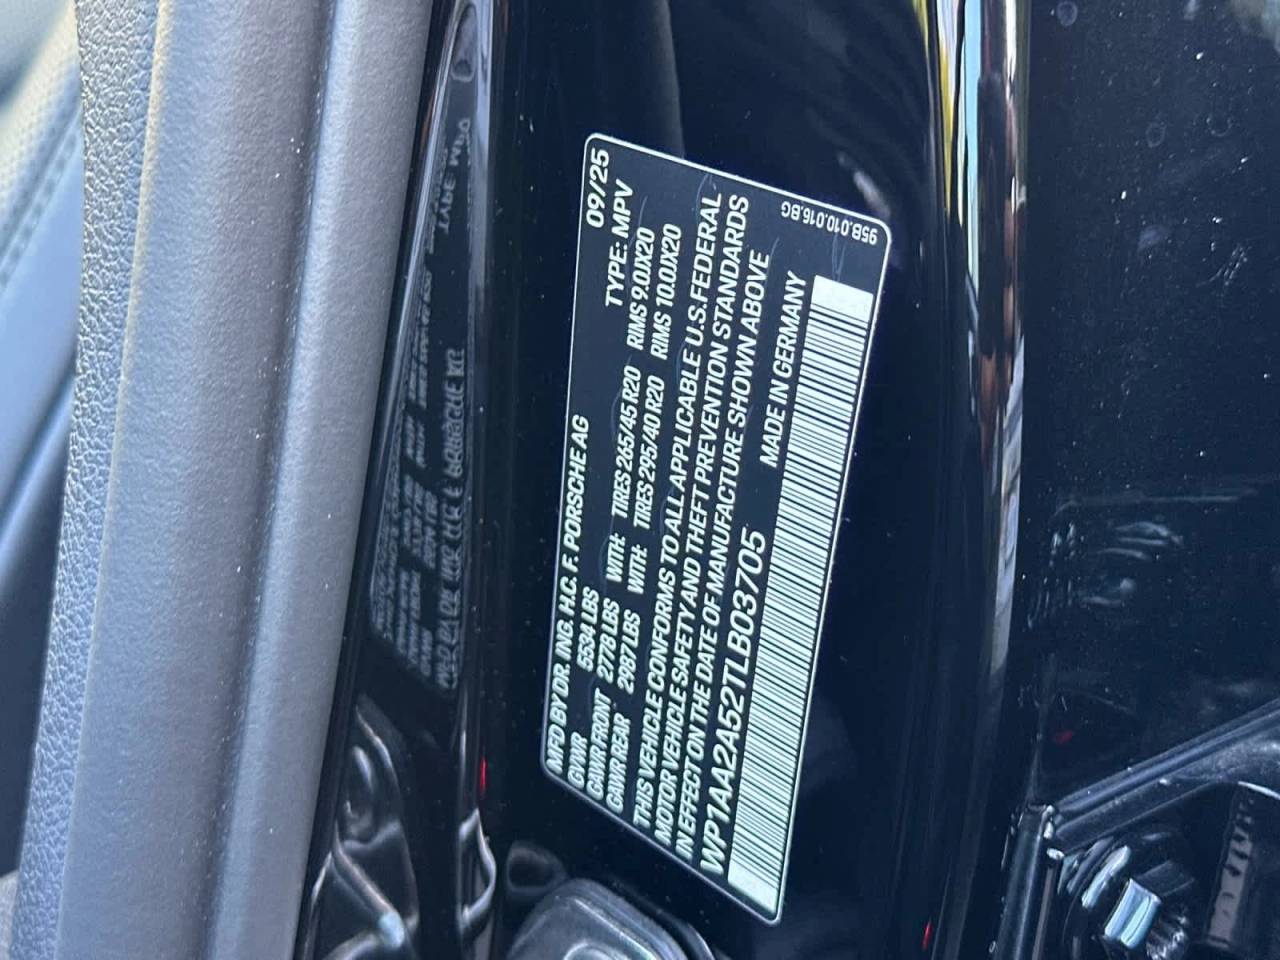 MFD BY DR. ING. H.C. F. PORSCHE AG 09/25
GVWR 5534 LBS TYPE: MPV
GAWR FRONT 2778 LBS WITH: TIRES 265/45 R20 RIMS 9.0JX20
GAWR REAR 2987 LBS WITH: TIRES 295/40 R20 RIMS 10.0JX20
THIS VEHICLE CONFORMS TO ALL APPLICABLE U.S. FEDERAL
MOTOR VEHICLE SAFETY AND THEFT PREVENTION STANDARDS
IN EFFECT ON THE DATE OF MANUFACTURE SHOWN ABOVE
WP1AA2A52TLB03705 MADE IN GERMANY
95B.010.016.BG